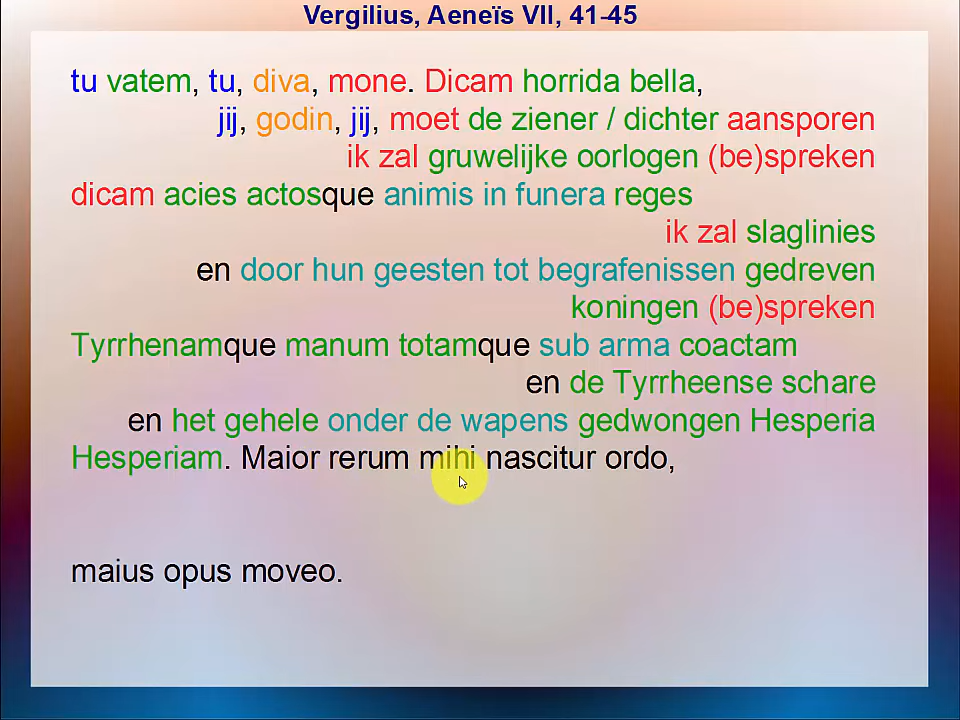 Vergilius, Aeneïs VII, 41-45
tu vatem, tu, diva, mone. Dicam horrida bella,
jij, godin, jij, moet de ziener / dichter aansporen
ik zal gruwelijke oorlogen (be)spreken
dicam acies actosque animis in funera reges
ik zal slaglinies
en door hun geesten tot begrafenissen gedreven
koningen (be)spreken
Tyrrhenamque manum totamque sub arma coactam
en de Tyrrheense schare
en het gehele onder de wapens gedwongen Hesperia
Hesperiam. Maior rerum mihi nascitur ordo,
maius opus moveo.